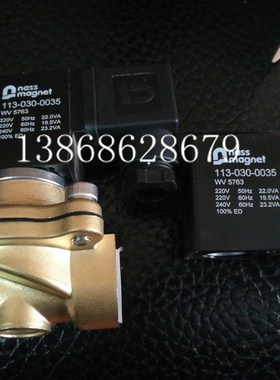 nass
magnet
113-030-0035
WV 5763
220V 50Hz 22.0VA
220V 60Hz 19.5VA
240V 60Hz 23.2VA
100% ED
13868628679
nass
magnet
113-030-0035
WV 5763
220V 50Hz 22.0VA
220V 60Hz 19.5VA
240V 60Hz 23.2VA
100% ED